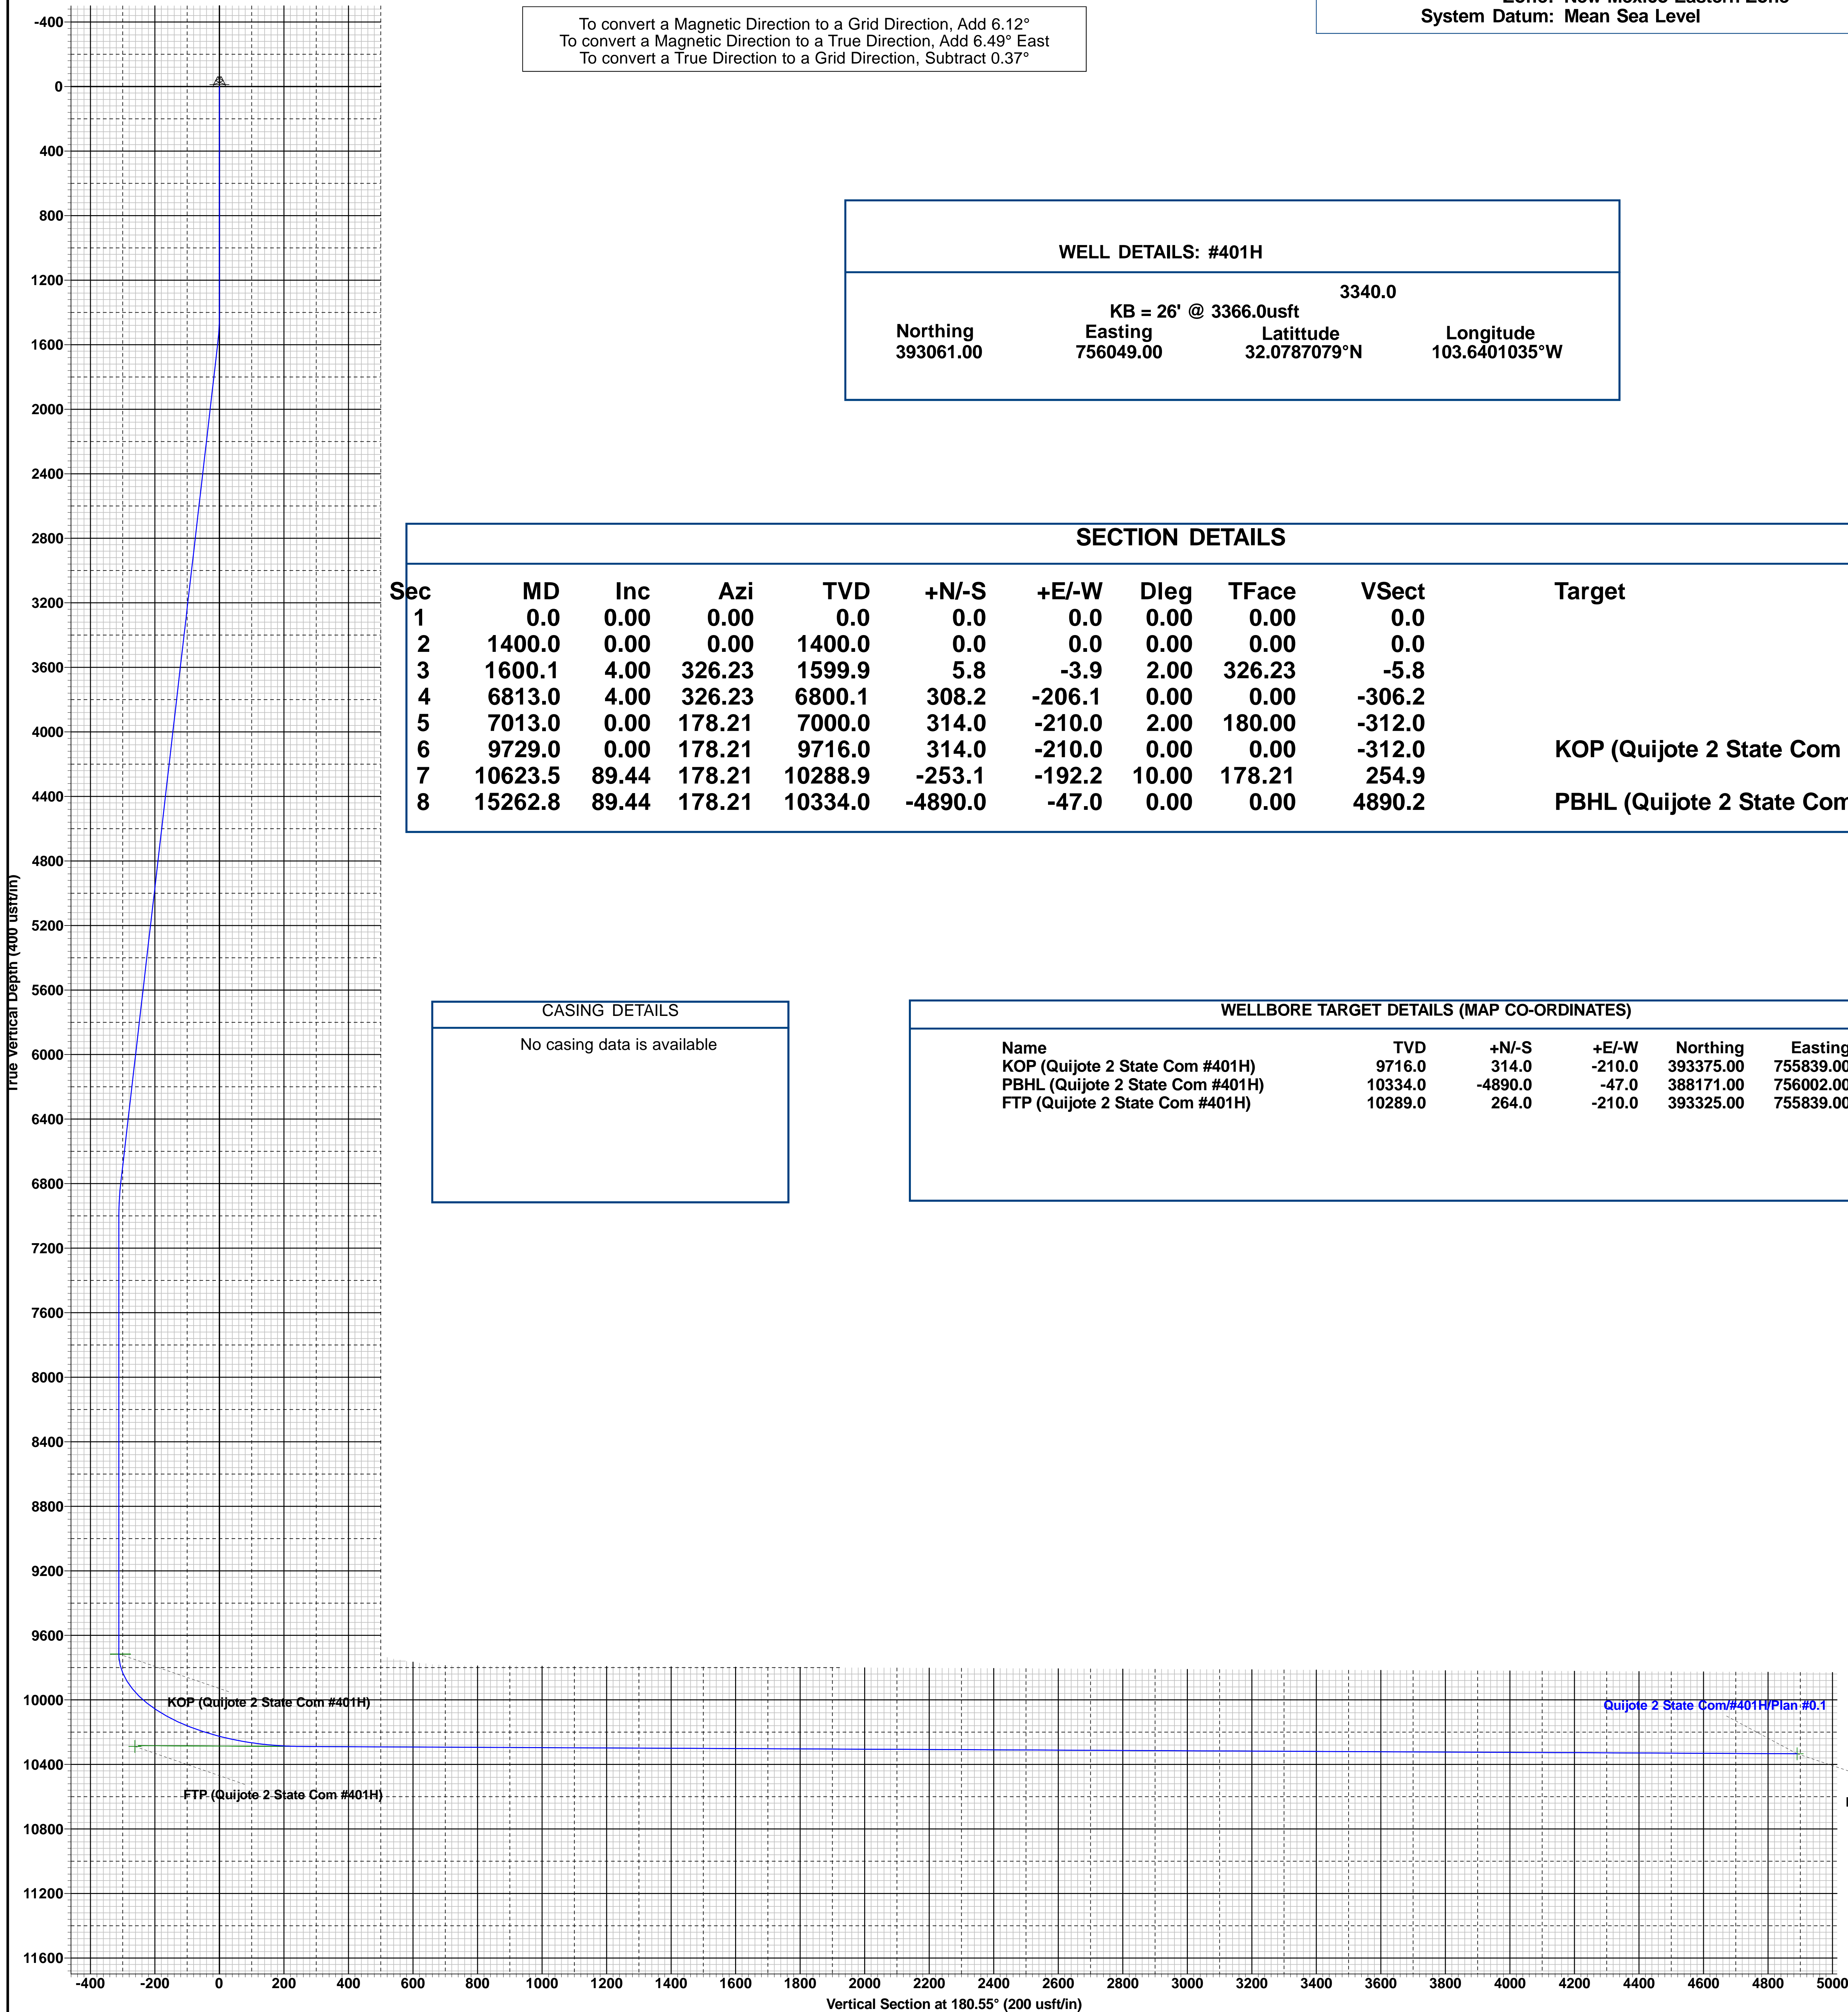 Zone: New Mexico Eastern Zone
System Datum: Mean Sea Level
To convert a Magnetic Direction to a Grid Direction, Add 6.12°
To convert a Magnetic Direction to a True Direction, Add 6.49° East
To convert a True Direction to a Grid Direction, Subtract 0.37°
WELL DETAILS: #401H
3340.0
KB = 26' @ 3366.0usft
Northing Easting Latittude Longitude
393061.00 756049.00 32.0787079°N 103.6401035°W
SECTION DETAILS
Sec MD Inc Azi TVD +N/-S +E/-W Dleg TFace VSect Target
1 0.0 0.00 0.00 0.0 0.0 0.0 0.00 0.00 0.0
2 1400.0 0.00 0.00 1400.0 0.0 0.0 0.00 0.00 0.0
3 1600.1 4.00 326.23 1599.9 5.8 -3.9 2.00 326.23 -5.8
4 6813.0 4.00 326.23 6800.1 308.2 -206.1 0.00 0.00 -306.2
5 7013.0 0.00 178.21 7000.0 314.0 -210.0 2.00 180.00 -312.0
6 9729.0 0.00 178.21 9716.0 314.0 -210.0 0.00 0.00 -312.0 KOP (Quijote 2 State Com
7 10623.5 89.44 178.21 10288.9 -253.1 -192.2 10.00 178.21 254.9
8 15262.8 89.44 178.21 10334.0 -4890.0 -47.0 0.00 0.00 4890.2 PBHL (Quijote 2 State Com
CASING DETAILS
No casing data is available
WELLBORE TARGET DETAILS (MAP CO-ORDINATES)
Name TVD +N/-S +E/-W Northing Easting
KOP (Quijote 2 State Com #401H) 9716.0 314.0 -210.0 393375.00 755839.00
PBHL (Quijote 2 State Com #401H) 10334.0 -4890.0 -47.0 388171.00 756002.00
FTP (Quijote 2 State Com #401H) 10289.0 264.0 -210.0 393325.00 755839.00
True Vertical Depth (400 usft/in)
-400
0
400
800
1200
1600
2000
2400
2800
3200
3600
4000
4400
4800
5200
5600
6000
6400
6800
7200
7600
8000
8400
8800
9200
9600
10000
10400
10800
11200
11600
KOP (Quijote 2 State Com #401H)
Quijote 2 State Com/#401H/Plan #0.1
FTP (Quijote 2 State Com #401H)
-400 -200 0 200 400 600 800 1000 1200 1400 1600 1800 2000 2200 2400 2600 2800 3000 3200 3400 3600 3800 4000 4200 4400 4600 4800 5000
Vertical Section at 180.55° (200 usft/in)